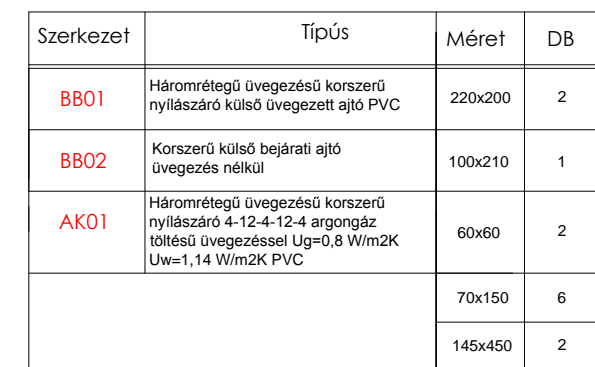 Szerkezet Típús Méret DB
BB01 Háromrétegű üvegezésű korszerű
nyílászáró külső üvegezett ajtó PVC 220x200 2
BB02 Korszerű külső bejárati ajtó
üvegezés nélkül 100x210 1
AK01 Háromrétegű üvegezésű korszerű
nyílászáró 4-12-4-12-4 argongáz
töltésű üvegezéssel Ug=0,8 W/m2K
Uw=1,14 W/m2K PVC 60x60 2
70x150 6
145x450 2